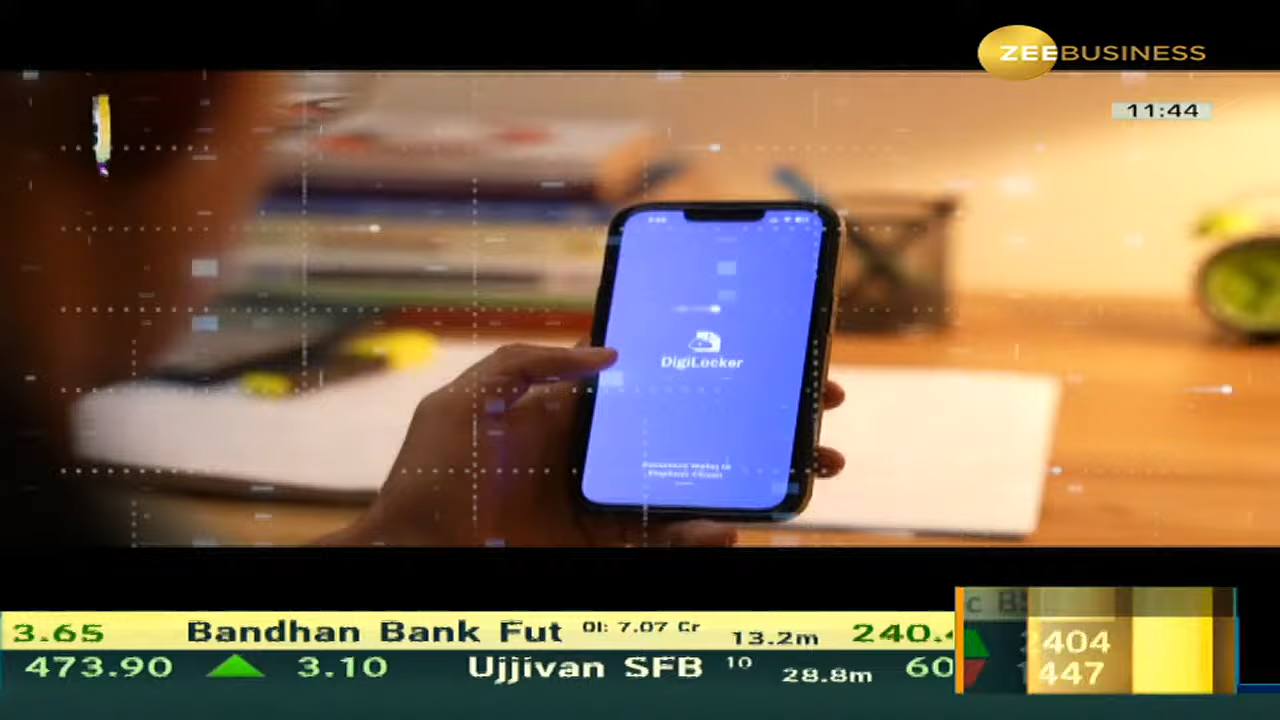 ZEEBUSINESS
11:44
DigiLocker
3.65 Bandhan Bank Fut OI: 7.07 Cr 13.2m 240.
473.90 3.10 Ujjivan SFB 10 28.8m 60
404
447